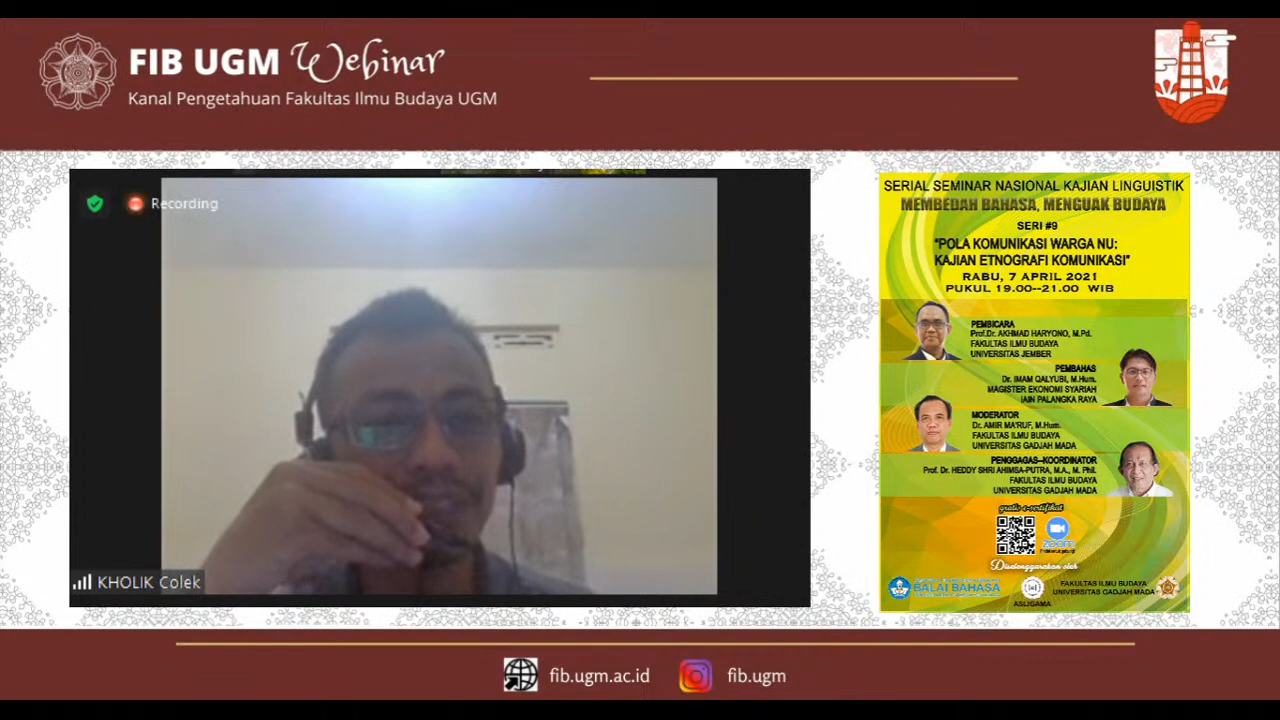 FIB UGM Webinar
Kanal Pengetahuan Fakultas Ilmu Budaya UGM
Recording
KHOLIK Colek
SERIAL SEMINAR NASIONAL KAJIAN LINGUISTIK
MEMBEDAH BAHASA, MENGUAK BUDAYA
SERI #9
"POLA KOMUNIKASI WARGA NU:
KAJIAN ETNOGRAFI KOMUNIKASI"
RABU, 7 APRIL 2021
PUKUL 19.00--21.00 WIB
PEMBICARA
Prof.Dr. AKHMAD HARYONO, M.Pd.
FAKULTAS ILMU BUDAYA
UNIVERSITAS JEMBER
PEMBAHAS
Dr. IMAM QALYUBI, M.Hum.
MAGISTER EKONOMI SYARIAH
IAIN PALANGKA RAYA
MODERATOR
Dr. AMIR MA'RUF, M.Hum.
FAKULTAS ILMU BUDAYA
UNIVERSITAS GADJAH MADA
PENGGAGAS--KOORDINATOR
Prof. Dr. HEDDY SHRI AHIMSA-PUTRA, M.A., M. Phil.
FAKULTAS ILMU BUDAYA
UNIVERSITAS GADJAH MADA
gratis e-sertifikat
zoom
Diselenggarakan oleh
BALAI BAHASA
ASLIGAMA
FAKULTAS ILMU BUDAYA
UNIVERSITAS GADJAH MADA
fib.ugm.ac.id
fib.ugm